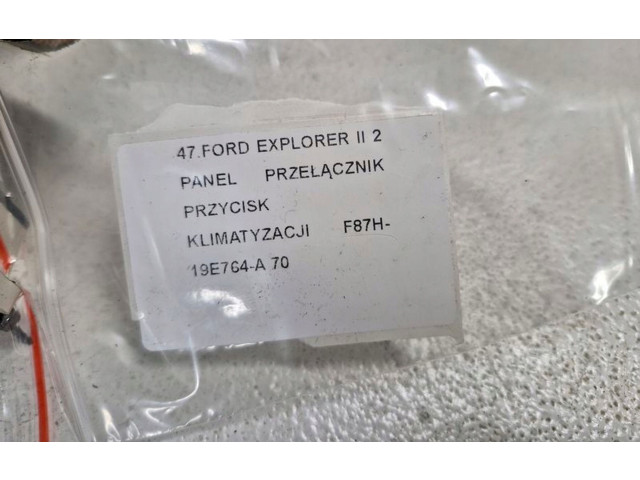 47.FORD EXPLORER II 2
PANEL PRZEŁĄCZNIK
PRZYCISK
KLIMATYZACJI F87H-
19E764-A 70